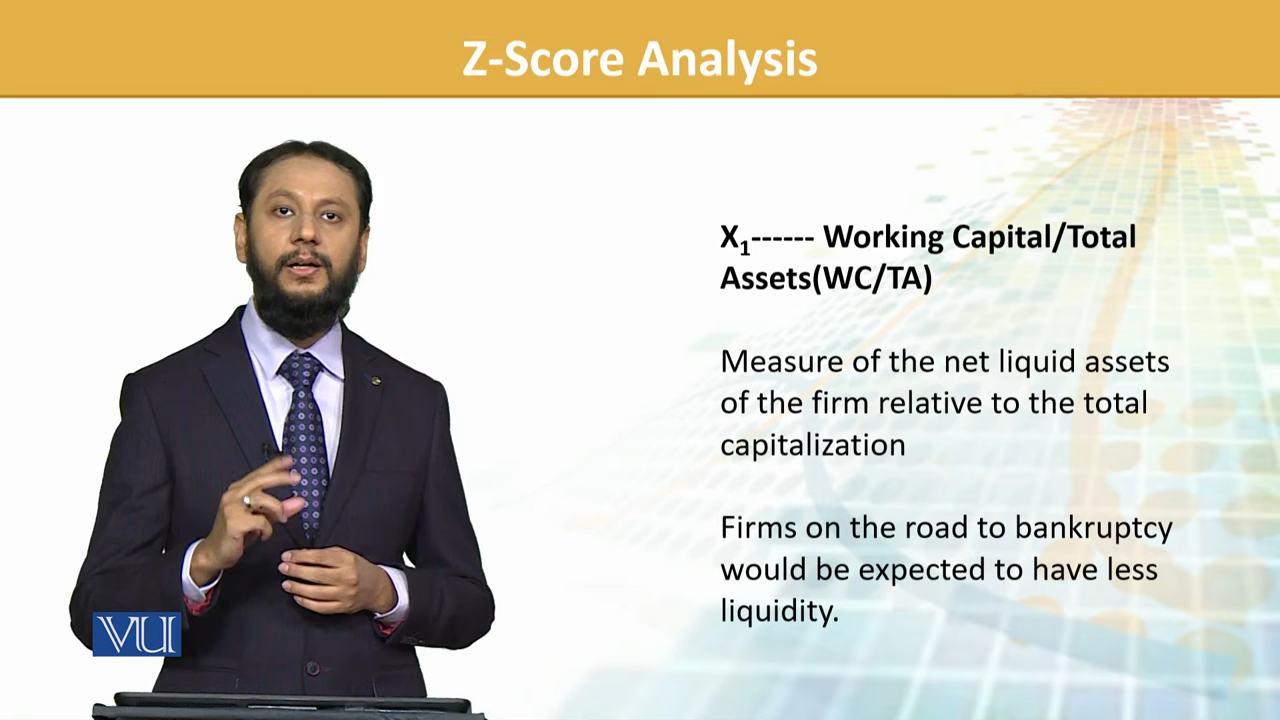 Z-Score Analysis
X₁------ Working Capital/Total
Assets(WC/TA)
Measure of the net liquid assets
of the firm relative to the total
capitalization
Firms on the road to bankruptcy
would be expected to have less
liquidity.
VU